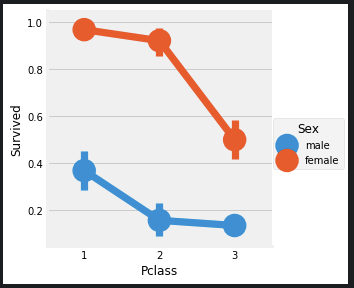 1.0
0.8
0.6
0.4
0.2
Survived
1 2 3
Pclass
Sex
male
female